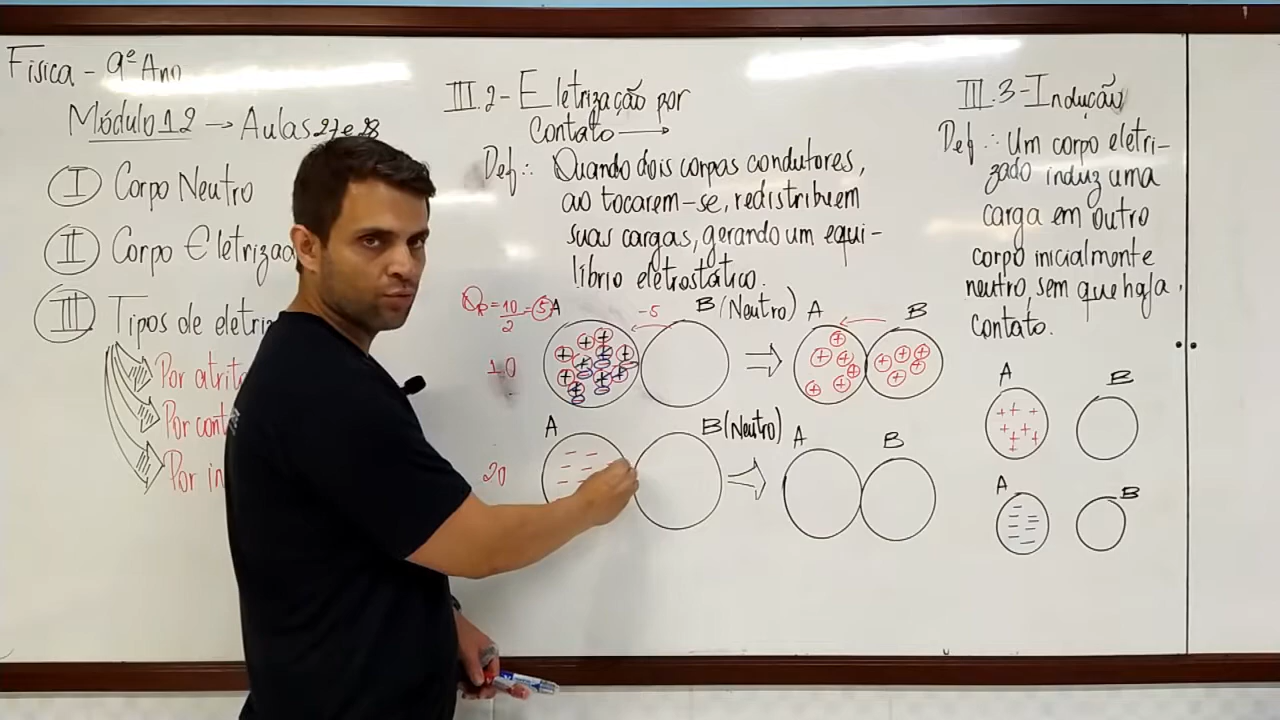 Física - 9º Ano
Módulo 12 → Aulas 27 e 28
I Corpo Neutro
II Corpo Eletrizado
III Tipos de eletri
Por atrito
Por cont
Por in
III.2 - Eletrização por
Contato →
Def.: Quando dois corpos condutores,
ao tocarem-se, redistribuem
suas cargas, gerando um equi-
líbrio eletrostático.
QR = 10/2 = 5 A -5 B (Neutro) A B
10
A B (Neutro) A B
20
III.3 - Indução
Def.: Um corpo eletri-
zado induz uma
carga em outro
corpo inicialmente
neutro, sem que haja
contato.
A B
A B